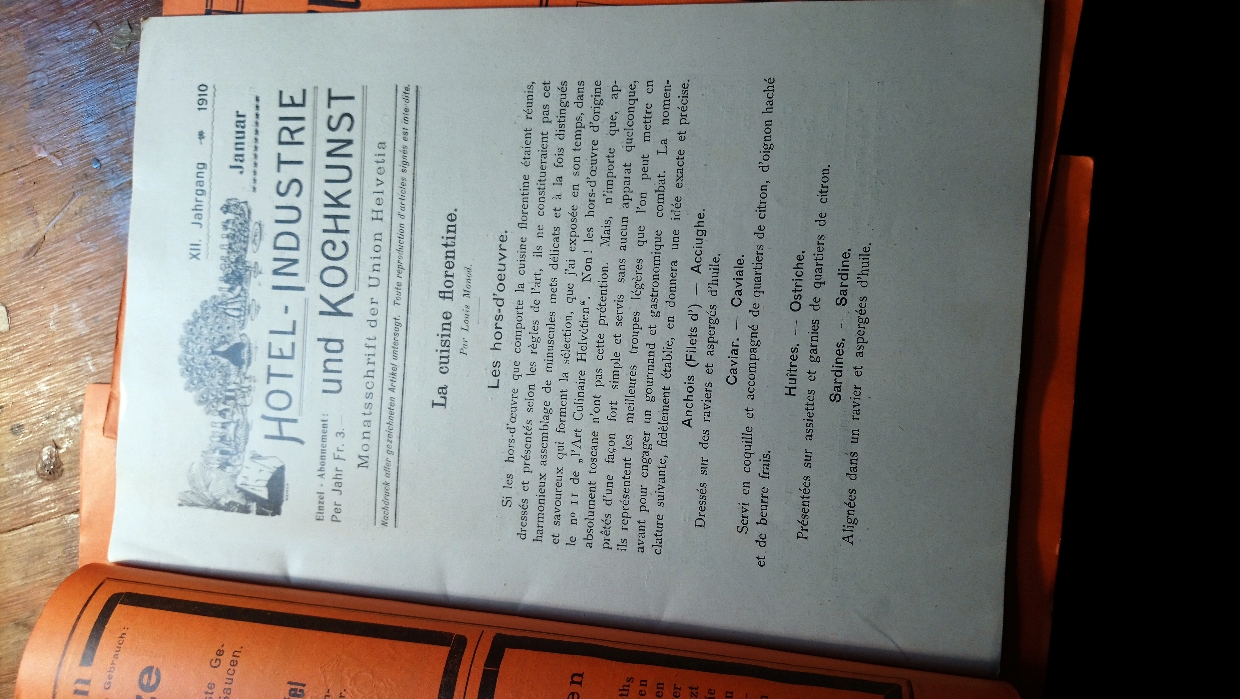 XII. Jahrgang 1910
Januar
HOTEL-INDUSTRIE
Einzel-Abonnement:
Per Jahr Fr. 3.
und KOCHKUNST
Monatsschrift der Union Helvetia
Nachdruck aller gezeichneten Artikel untersagt. Toute reproduction d'articles signés est interdite.
La cuisine florentine.
Par Louis Monod.
Les hors-d'oeuvre.
Si les hors-d'œuvre que comporte la cuisine florentine étaient réunis,
dressés et présentés selon les règles de l'art, ils ne constitueraient pas cet
harmonieux assemblage de minuscules mets délicats et à la fois distingués
et savoureux qui forment la sélection, que j'ai exposée en son temps, dans
le nº 11 de „l'Art Culinaire Helvétien“. Non! les hors-d'œuvre d'origine
absolument toscane n'ont pas cette prétention. Mais, n'importe que, ap-
prêtés d'une façon fort simple et servis sans aucun apparat quelconque,
ils représentent les meilleures troupes légères que l'on peut mettre en
avant pour engager un gourmand et gastronomique combat. La nomen-
clature suivante, fidèlement établie, en donnera une idée exacte et précise.
Anchois (Filets d') — Acciughe.
Dressés sur des raviers et aspergés d'huile.
Caviar. — Caviale.
Servi en coquille et accompagné de quartiers de citron, d'oignon haché
et de beurre frais.
Huîtres. — Ostriche.
Présentées sur assiettes et garnies de quartiers de citron.
Sardines. — Sardine.
Alignées dans un ravier et aspergées d'huile.
Gebrauch:
ste Ge-
Saucen.